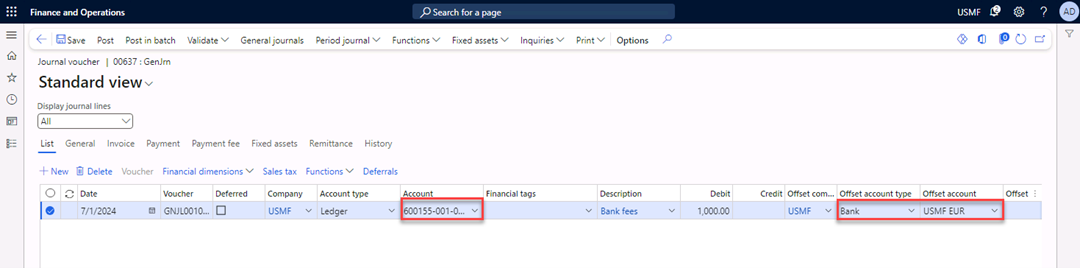 Finance and Operations Search for a page USMF 2 ? AD
Save Post Post in batch Validate General journals Period journal Functions Fixed assets Inquiries Print Options 0
Journal voucher | 00637 : GenJrn
Standard view
Display journal lines
All
List General Invoice Payment Payment fee Fixed assets Remittance History
+ New Delete Voucher Financial dimensions Sales tax Functions Deferrals
Date Voucher Deferred Company Account type Account Financial tags Description Debit Credit Offset com... Offset account type Offset account Offset
7/1/2024 GNJL0010... USMF Ledger 600155-001-0... Bank fees 1,000.00 USMF Bank USMF EUR